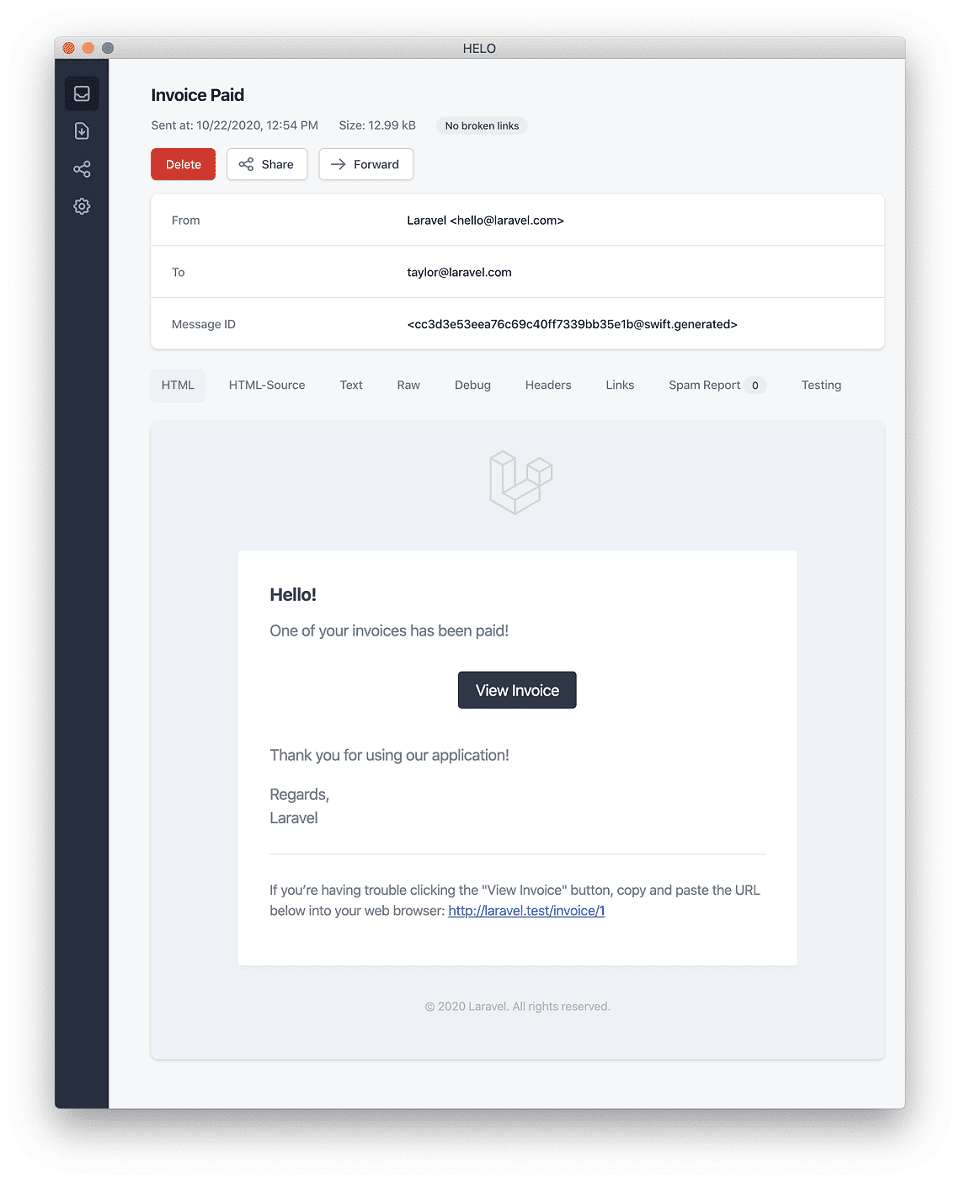 HELO
Invoice Paid
Sent at: 10/22/2020, 12:54 PM Size: 12.99 kB No broken links
Delete Share Forward
From Laravel <hello@laravel.com>
To taylor@laravel.com
Message ID <cc3d3e53eea76c69c40ff7339bb35e1b@swift.generated>
HTML HTML-Source Text Raw Debug Headers Links Spam Report 0 Testing
Hello!
One of your invoices has been paid!
View Invoice
Thank you for using our application!
Regards,
Laravel
If you’re having trouble clicking the "View Invoice" button, copy and paste the URL
below into your web browser: http://laravel.test/invoice/1
© 2020 Laravel. All rights reserved.